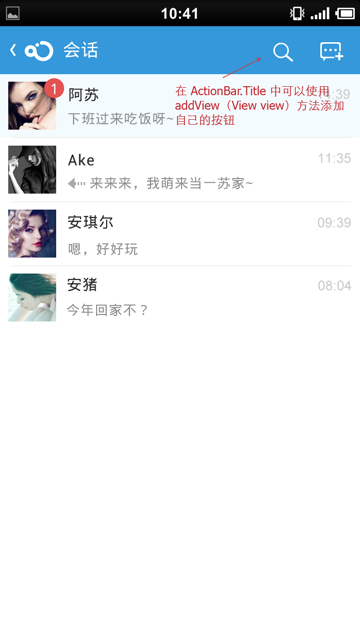 10:41
会话
在 ActionBar.Title 中可以使用
addView（View view）方法添加
自己的按钮
1
阿苏
:39
下班过来吃饭呀~
Ake
11:35
来来来，我萌来当一苏家~
安琪尔
09:39
嗯，好好玩
安猪
08:04
今年回家不？